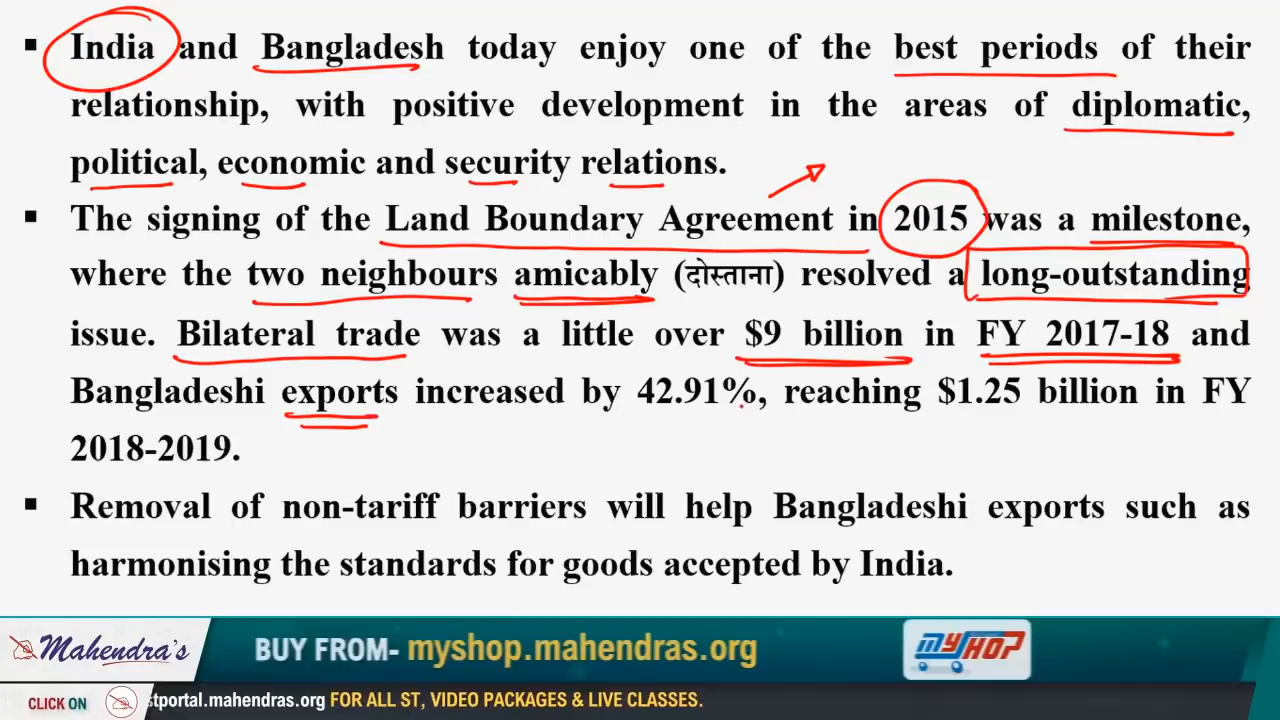 ▪ India and Bangladesh today enjoy one of the best periods of their
relationship, with positive development in the areas of diplomatic,
political, economic and security relations.
▪ The signing of the Land Boundary Agreement in 2015 was a milestone,
where the two neighbours amicably (दोस्ताना) resolved a long-outstanding
issue. Bilateral trade was a little over $9 billion in FY 2017-18 and
Bangladeshi exports increased by 42.91%, reaching $1.25 billion in FY
2018-2019.
▪ Removal of non-tariff barriers will help Bangladeshi exports such as
harmonising the standards for goods accepted by India.
Mahendra's
BUY FROM- myshop.mahendras.org
my SHOP
CLICK ON
stportal.mahendras.org FOR ALL ST, VIDEO PACKAGES & LIVE CLASSES.